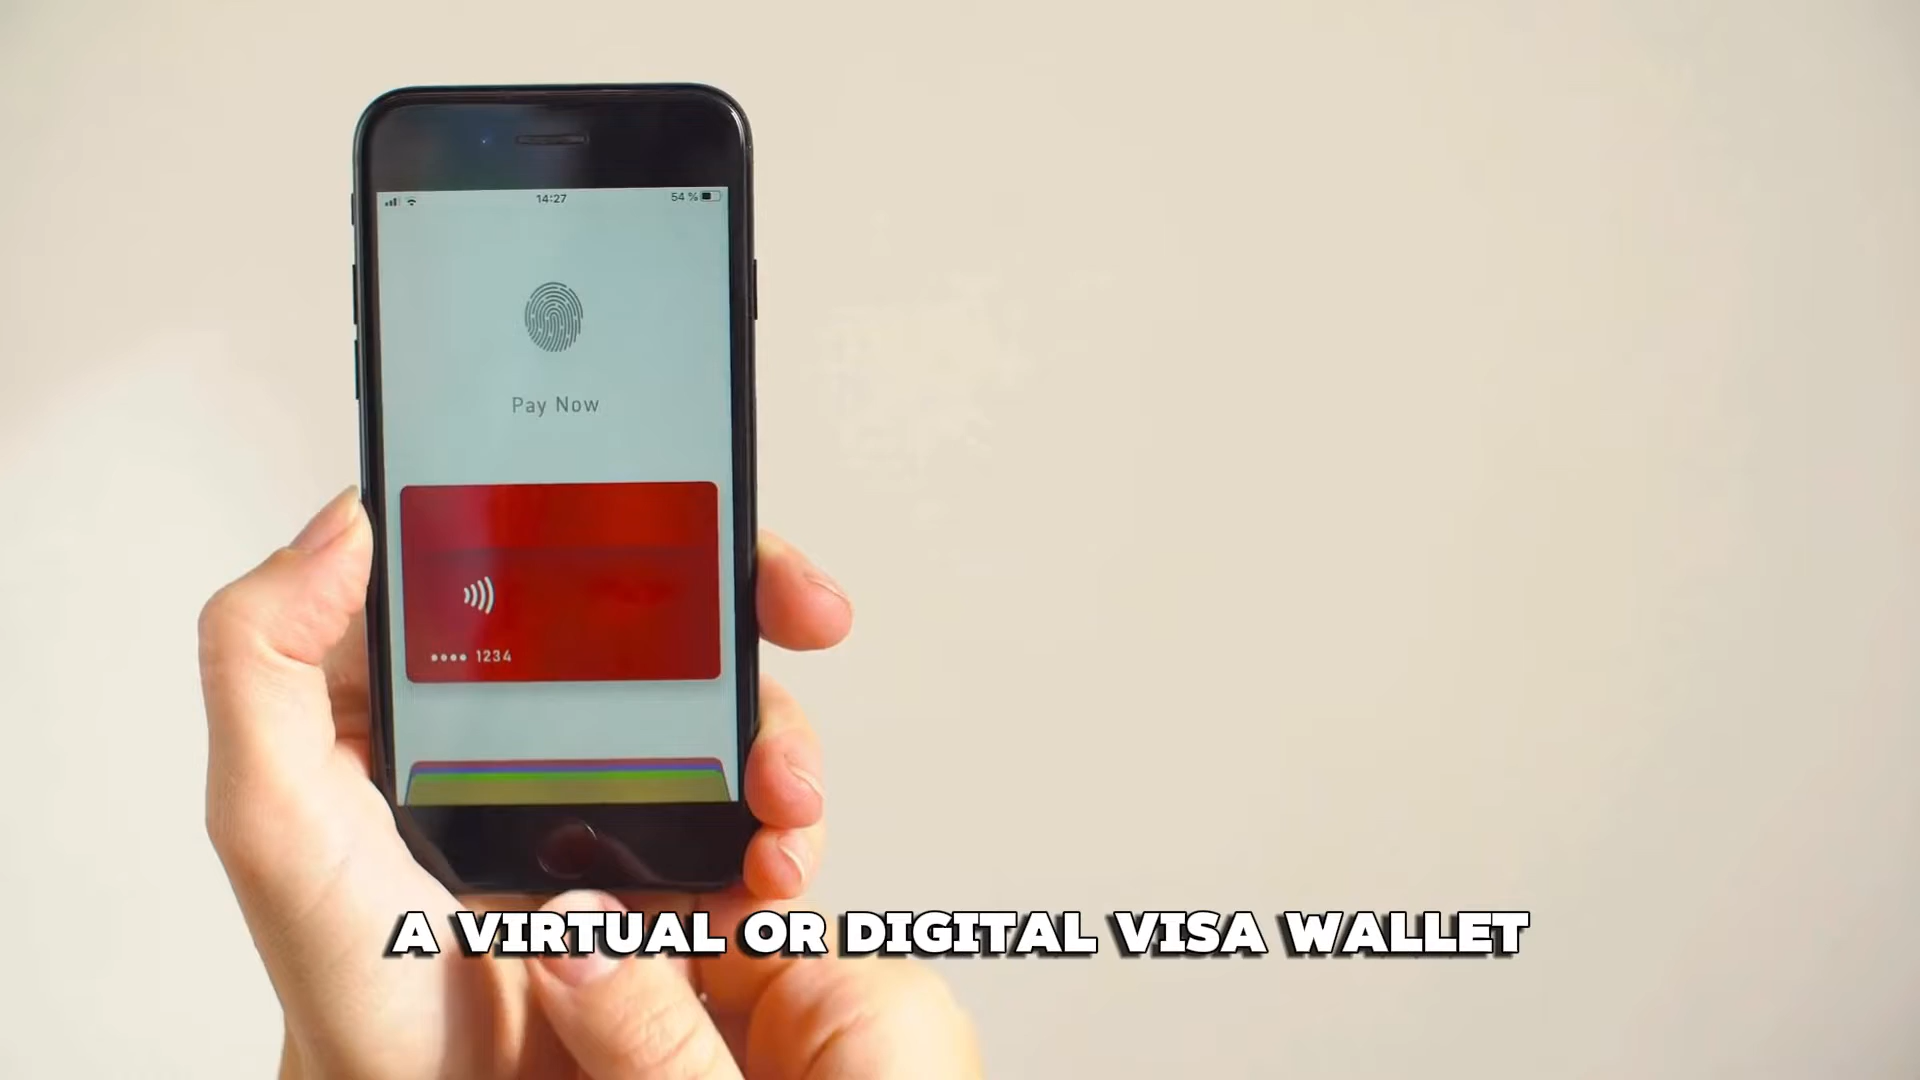 14:27
54 %
Pay Now
•••• 1234
A VIRTUAL OR DIGITAL VISA WALLET